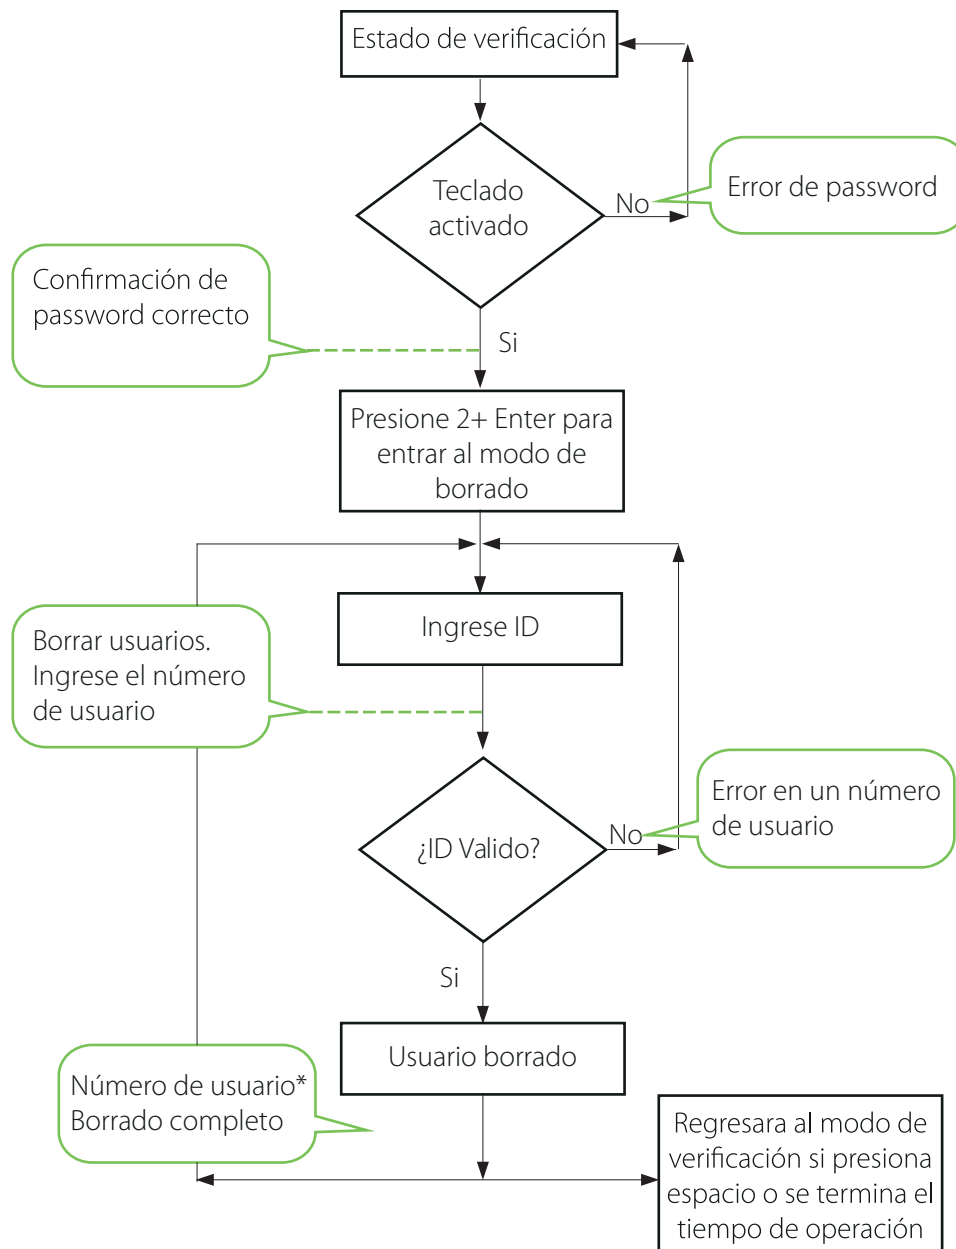 Estado de verificación
Teclado
activado
No
Error de password
Confirmación de
password correcto
Si
Presione 2+ Enter para
entrar al modo de
borrado
Ingrese ID
Borrar usuarios.
Ingrese el número
de usuario
¿ID Valido?
No
Error en un número
de usuario
Si
Usuario borrado
Número de usuario*
Borrado completo
Regresara al modo de
verificación si presiona
espacio o se termina el
tiempo de operación